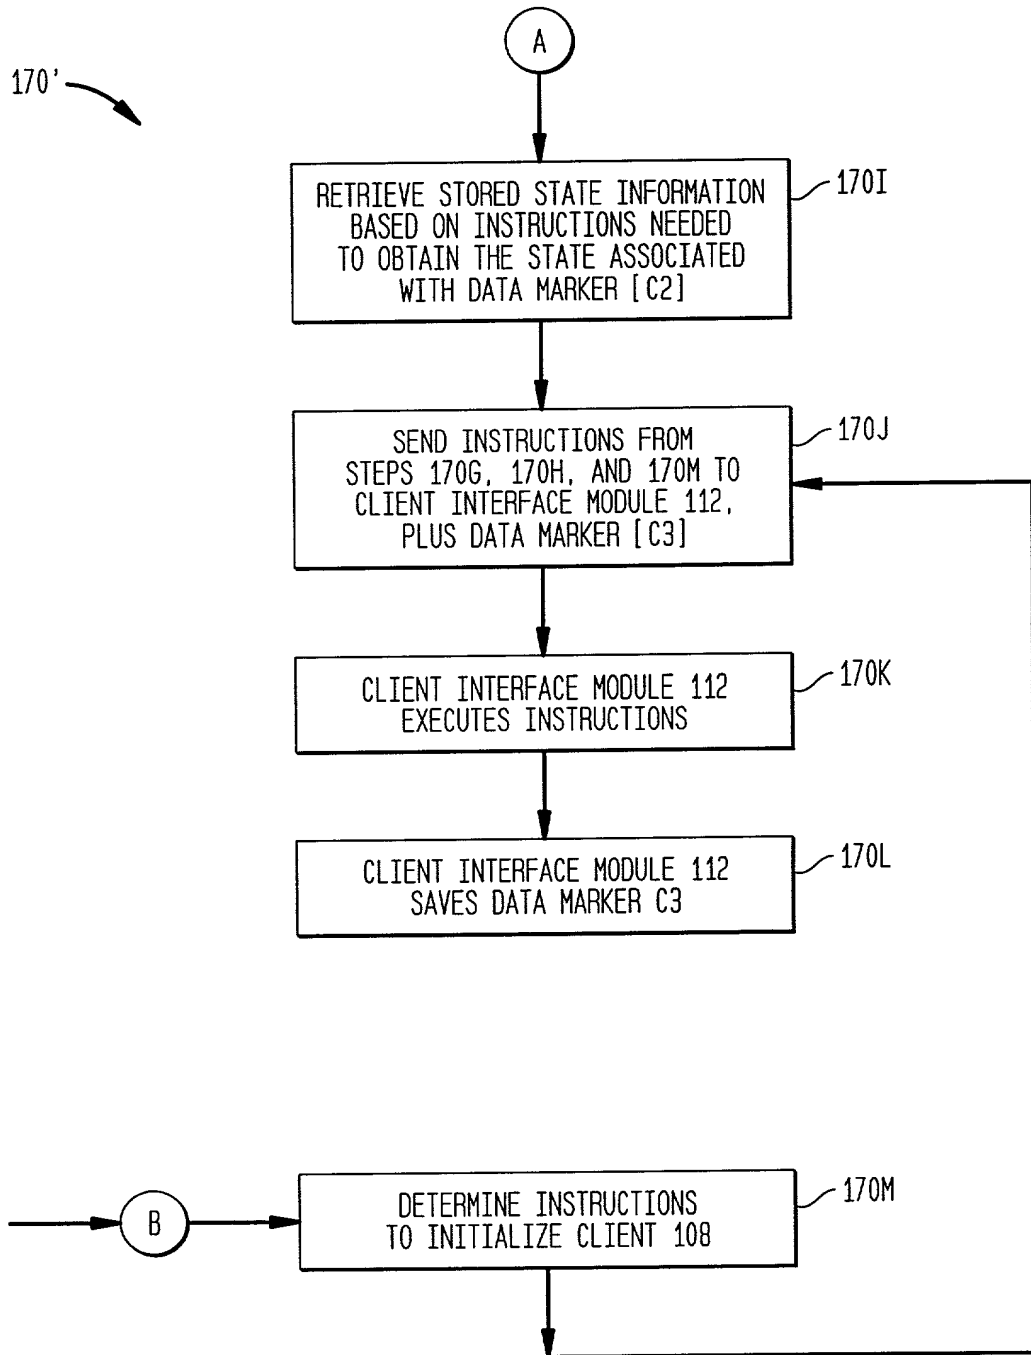 A
170'
RETRIEVE STORED STATE INFORMATION
BASED ON INSTRUCTIONS NEEDED
TO OBTAIN THE STATE ASSOCIATED
WITH DATA MARKER [C2]
170I
SEND INSTRUCTIONS FROM
STEPS 170G, 170H, AND 170M TO
CLIENT INTERFACE MODULE 112,
PLUS DATA MARKER [C3]
170J
CLIENT INTERFACE MODULE 112
EXECUTES INSTRUCTIONS
170K
CLIENT INTERFACE MODULE 112
SAVES DATA MARKER C3
170L
B
DETERMINE INSTRUCTIONS
TO INITIALIZE CLIENT 108
170M